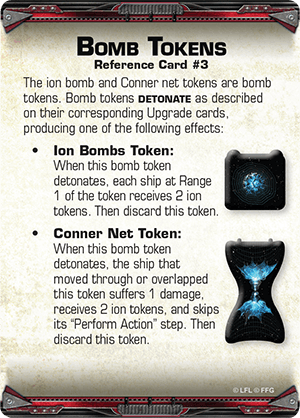 Bomb Tokens
Reference Card #3
The ion bomb and Conner net tokens are bomb
tokens. Bomb tokens DETONATE as described
on their corresponding Upgrade cards,
producing one of the following effects:
• Ion Bombs Token:
When this bomb token
detonates, each ship at Range
1 of the token receives 2 ion
tokens. Then discard this token.
• Conner Net Token:
When this bomb token
detonates, the ship that
moved through or overlapped
this token suffers 1 damage,
receives 2 ion tokens, and skips
its “Perform Action” step. Then
discard this token.
© LFL © FFG